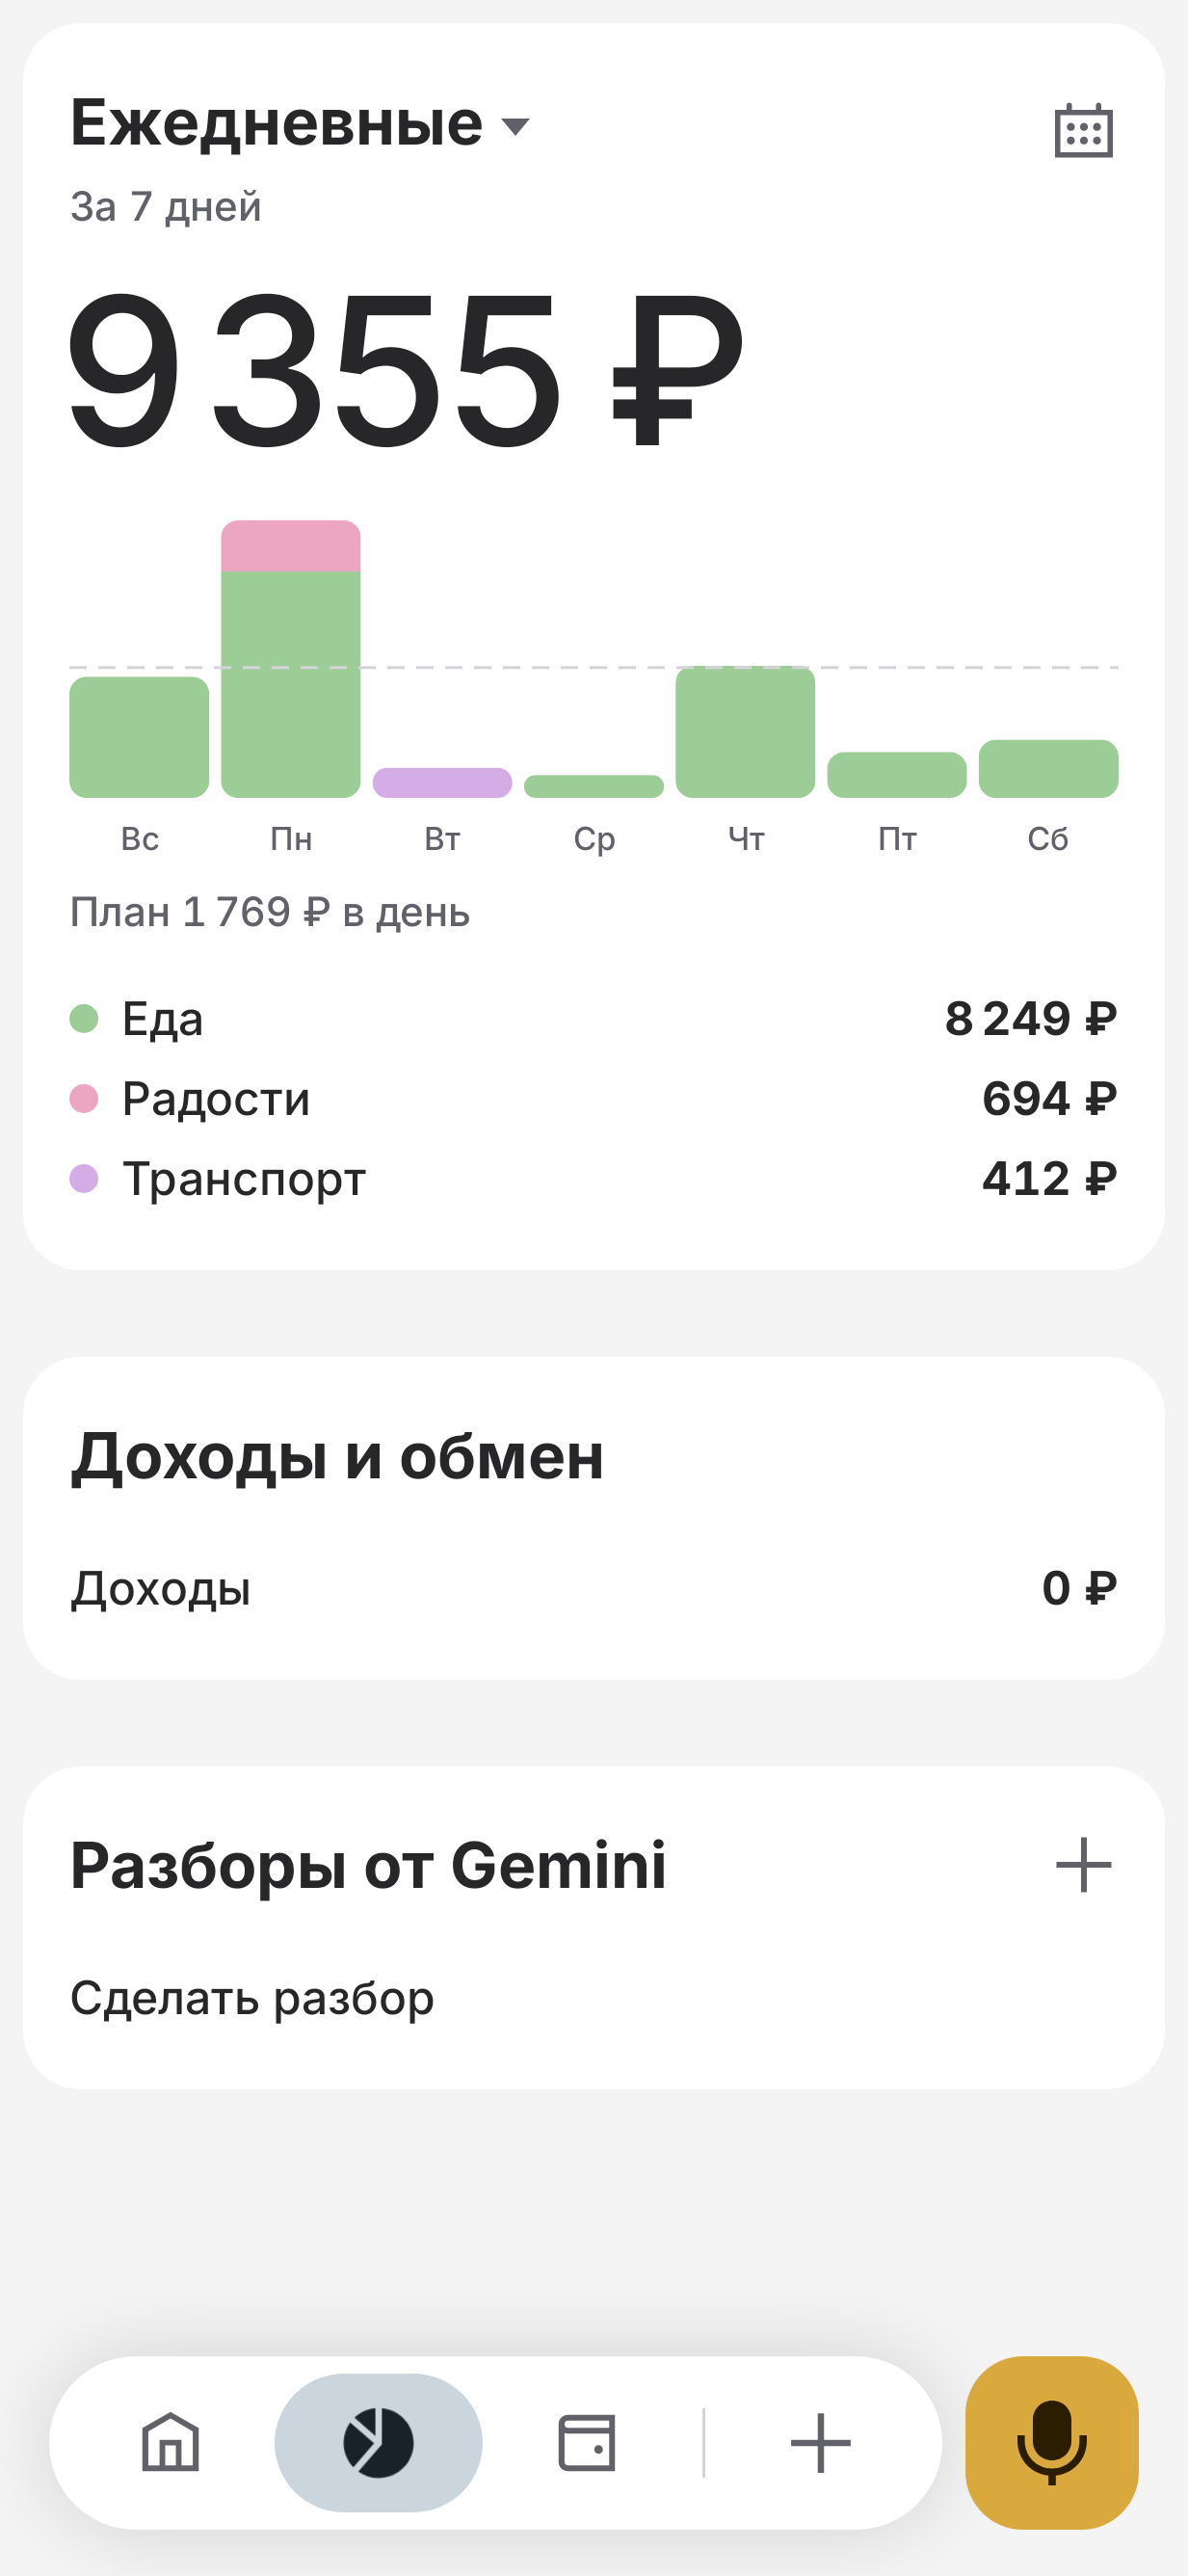 Ежедневные
За 7 дней
9 355 ₽
Вс Пн Вт Ср Чт Пт Сб
План 1 769 ₽ в день
Еда 8 249 ₽
Радости 694 ₽
Транспорт 412 ₽
Доходы и обмен
Доходы 0 ₽
Разборы от Gemini
Сделать разбор